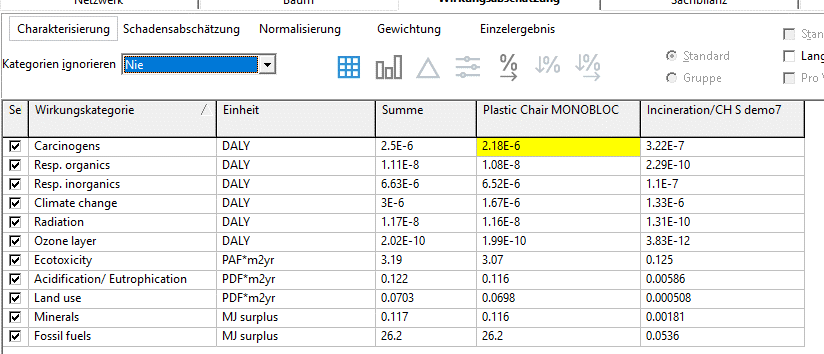 Netzwerk Baum Wirkungsabschätzung Sachbilanz
Charakterisierung Schadensabschätzung Normalisierung Gewichtung Einzelergebnis
Kategorien ignorieren Nie
% % %
Standard
Gruppe
Stan
Lang
Pro
Se Wirkungskategorie Einheit Summe Plastic Chair MONOBLOC Incineration/CH S demo7
Carcinogens DALY 2.5E-6 2.18E-6 3.22E-7
Resp. organics DALY 1.11E-8 1.08E-8 2.29E-10
Resp. inorganics DALY 6.63E-6 6.52E-6 1.1E-7
Climate change DALY 3E-6 1.67E-6 1.33E-6
Radiation DALY 1.17E-8 1.16E-8 1.31E-10
Ozone layer DALY 2.02E-10 1.99E-10 3.83E-12
Ecotoxicity PAF*m2yr 3.19 3.07 0.125
Acidification/ Eutrophication PDF*m2yr 0.122 0.116 0.00586
Land use PDF*m2yr 0.0703 0.0698 0.000508
Minerals MJ surplus 0.117 0.116 0.00181
Fossil fuels MJ surplus 26.2 26.2 0.0536